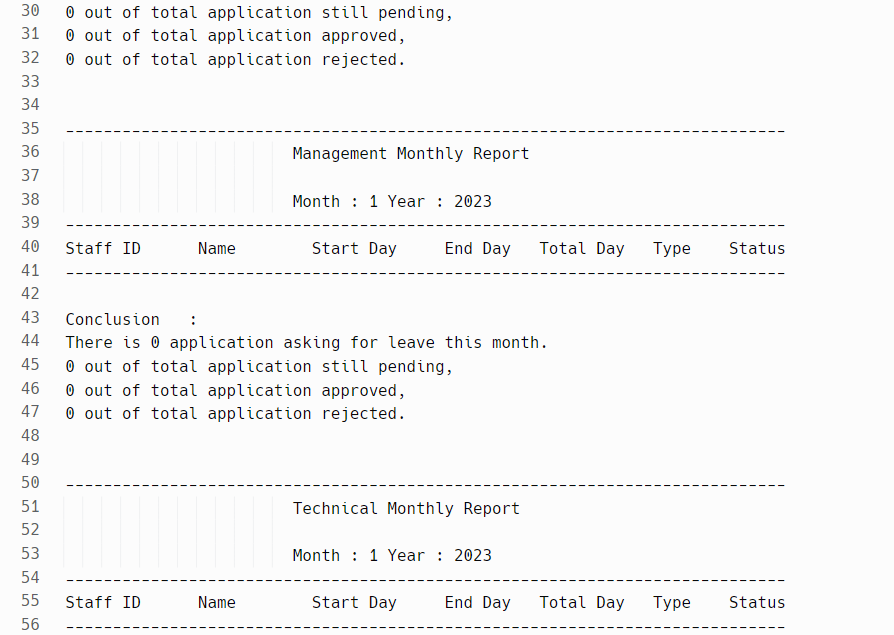 30 0 out of total application still pending,
31 0 out of total application approved,
32 0 out of total application rejected.
33
34
35 ----------------------------------------------------------------------------
36                         Management Monthly Report
37
38                         Month : 1 Year : 2023
39 ----------------------------------------------------------------------------
40 Staff ID      Name        Start Day     End Day   Total Day   Type    Status
41 ----------------------------------------------------------------------------
42
43 Conclusion   :
44 There is 0 application asking for leave this month.
45 0 out of total application still pending,
46 0 out of total application approved,
47 0 out of total application rejected.
48
49
50 ----------------------------------------------------------------------------
51                         Technical Monthly Report
52
53                         Month : 1 Year : 2023
54 ----------------------------------------------------------------------------
55 Staff ID      Name        Start Day     End Day   Total Day   Type    Status
56 ----------------------------------------------------------------------------